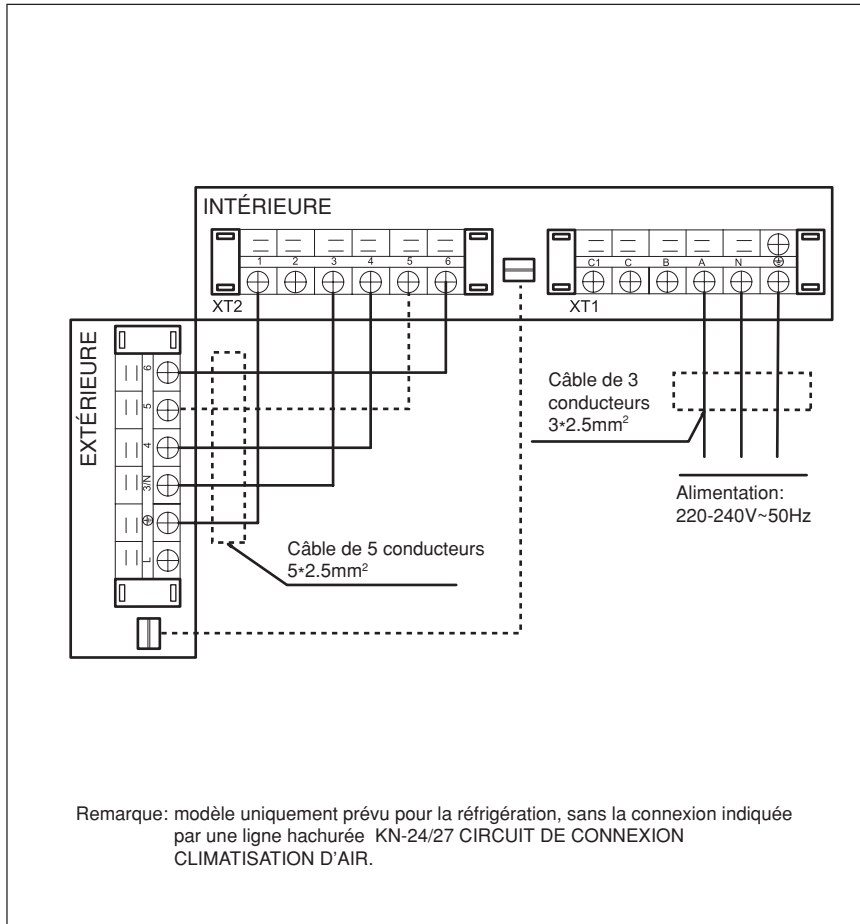 INTÉRIEURE
1 2 3 4 5 6
C1 C B A N
XT2
XT1
EXTÉRIEURE
6
5
4
3/N
L
Câble de 3
conducteurs
3*2.5mm²
Alimentation:
220-240V~50Hz
Câble de 5 conducteurs
5*2.5mm²
Remarque: modèle uniquement prévu pour la réfrigération, sans la connexion indiquée
par une ligne hachurée KN-24/27 CIRCUIT DE CONNEXION
CLIMATISATION D'AIR.